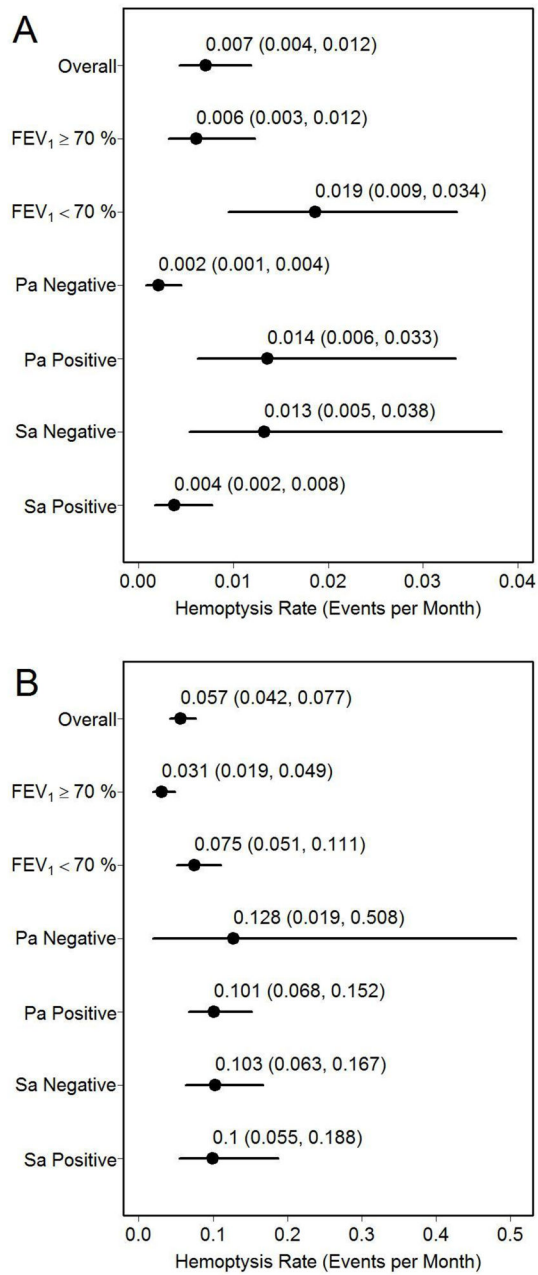 A
Overall 0.007 (0.004, 0.012)
FEV₁ ≥ 70 % 0.006 (0.003, 0.012)
FEV₁ < 70 % 0.019 (0.009, 0.034)
Pa Negative 0.002 (0.001, 0.004)
Pa Positive 0.014 (0.006, 0.033)
Sa Negative 0.013 (0.005, 0.038)
Sa Positive 0.004 (0.002, 0.008)
0.00 0.01 0.02 0.03 0.04
Hemoptysis Rate (Events per Month)
B
Overall 0.057 (0.042, 0.077)
FEV₁ ≥ 70 % 0.031 (0.019, 0.049)
FEV₁ < 70 % 0.075 (0.051, 0.111)
Pa Negative 0.128 (0.019, 0.508)
Pa Positive 0.101 (0.068, 0.152)
Sa Negative 0.103 (0.063, 0.167)
Sa Positive 0.1 (0.055, 0.188)
0.0 0.1 0.2 0.3 0.4 0.5
Hemoptysis Rate (Events per Month)